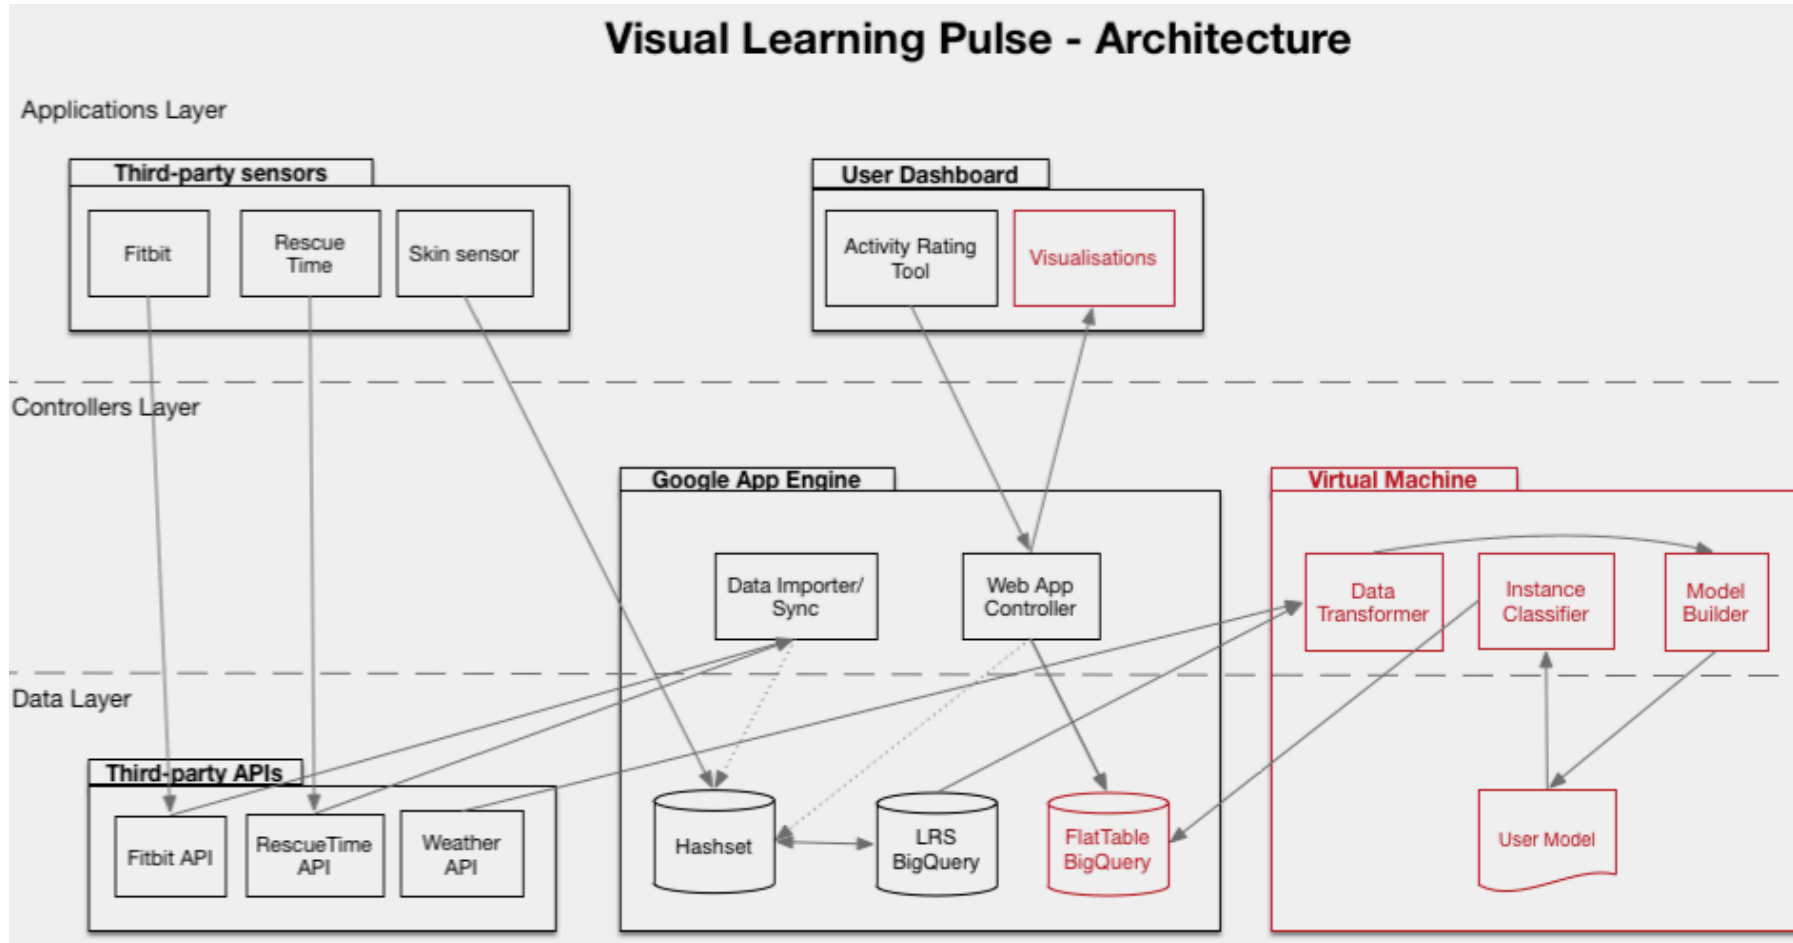 Visual Learning Pulse - Architecture
Applications Layer
Third-party sensors
Fitbit
Rescue
Time
Skin sensor
User Dashboard
Activity Rating
Tool
Visualisations
Controllers Layer
Google App Engine
Data Importer/
Sync
Web App
Controller
Virtual Machine
Data
Transformer
Instance
Classifier
Model
Builder
Data Layer
Third-party APIs
Fitbit API
RescueTime
API
Weather
API
Hashset
LRS
BigQuery
FlatTable
BigQuery
User Model